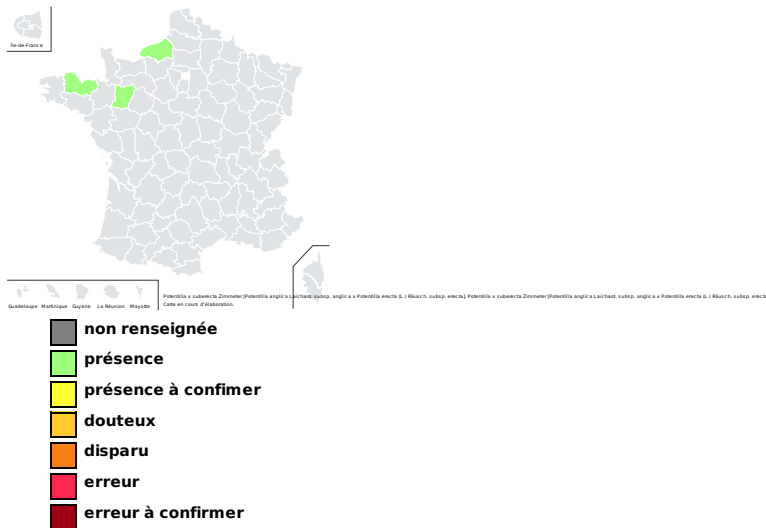 Île-de-France
Guadeloupe Martinique Guyane La Réunion Mayotte
Potentilla x suberecta Zimmeter [Potentilla anglica Laichard. subsp. anglica x Potentilla erecta (L.) Räusch. subsp. erecta], Potentilla x suberecta Zimmeter [Potentilla anglica Laichard. subsp. anglica x Potentilla erecta (L.) Räusch. subsp. erecta
Carte en cours d'élaboration.
non renseignée
présence
présence à confimer
douteux
disparu
erreur
erreur à confirmer